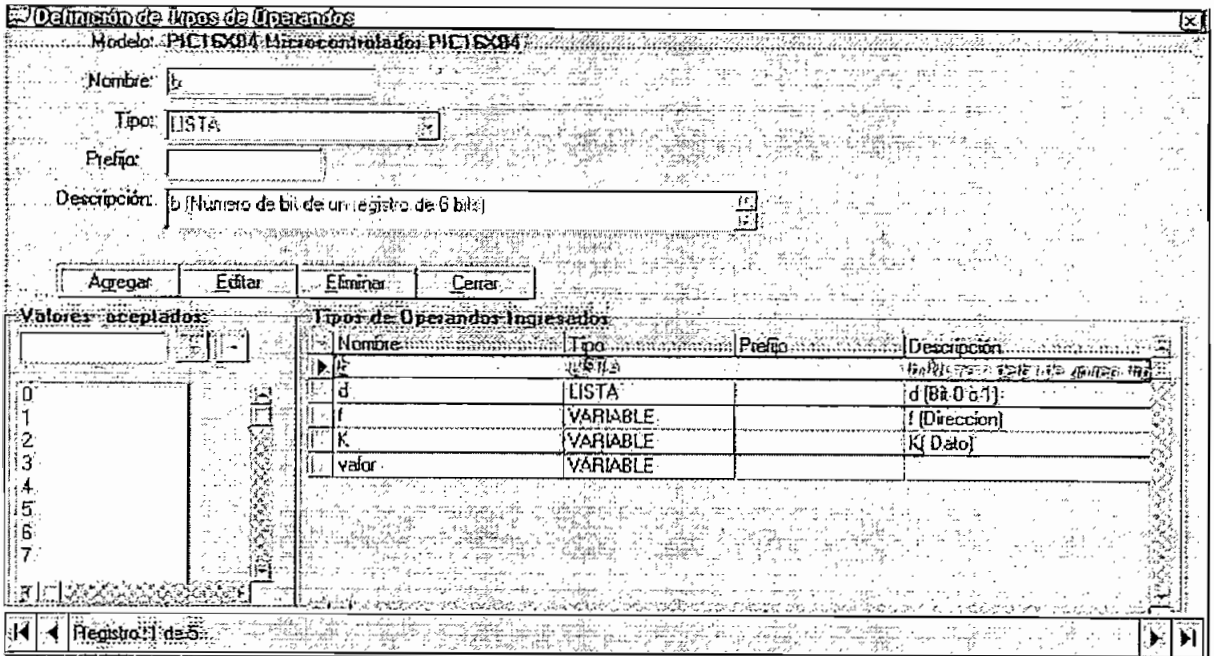 Definición de Tipos de Operandos
Modelo: PIC16X84 Microcontrolador PIC16X84
Nombre: b
Tipo: LISTA
Prefijo:
Descripción: b (Numero de bit de un registro de 8 bits)
Agregar Editar Eliminar Cerrar
Valores aceptados:
0
1
2
3
4
5
6
7
Tipos de Operandos Ingresados
Nombre Tipo Prefijo Descripción
b LISTA
d LISTA d (Bit 0 o 1)
f VARIABLE f (Direccion)
K VARIABLE K( Dato)
valor VARIABLE
Registro: 1 de 5